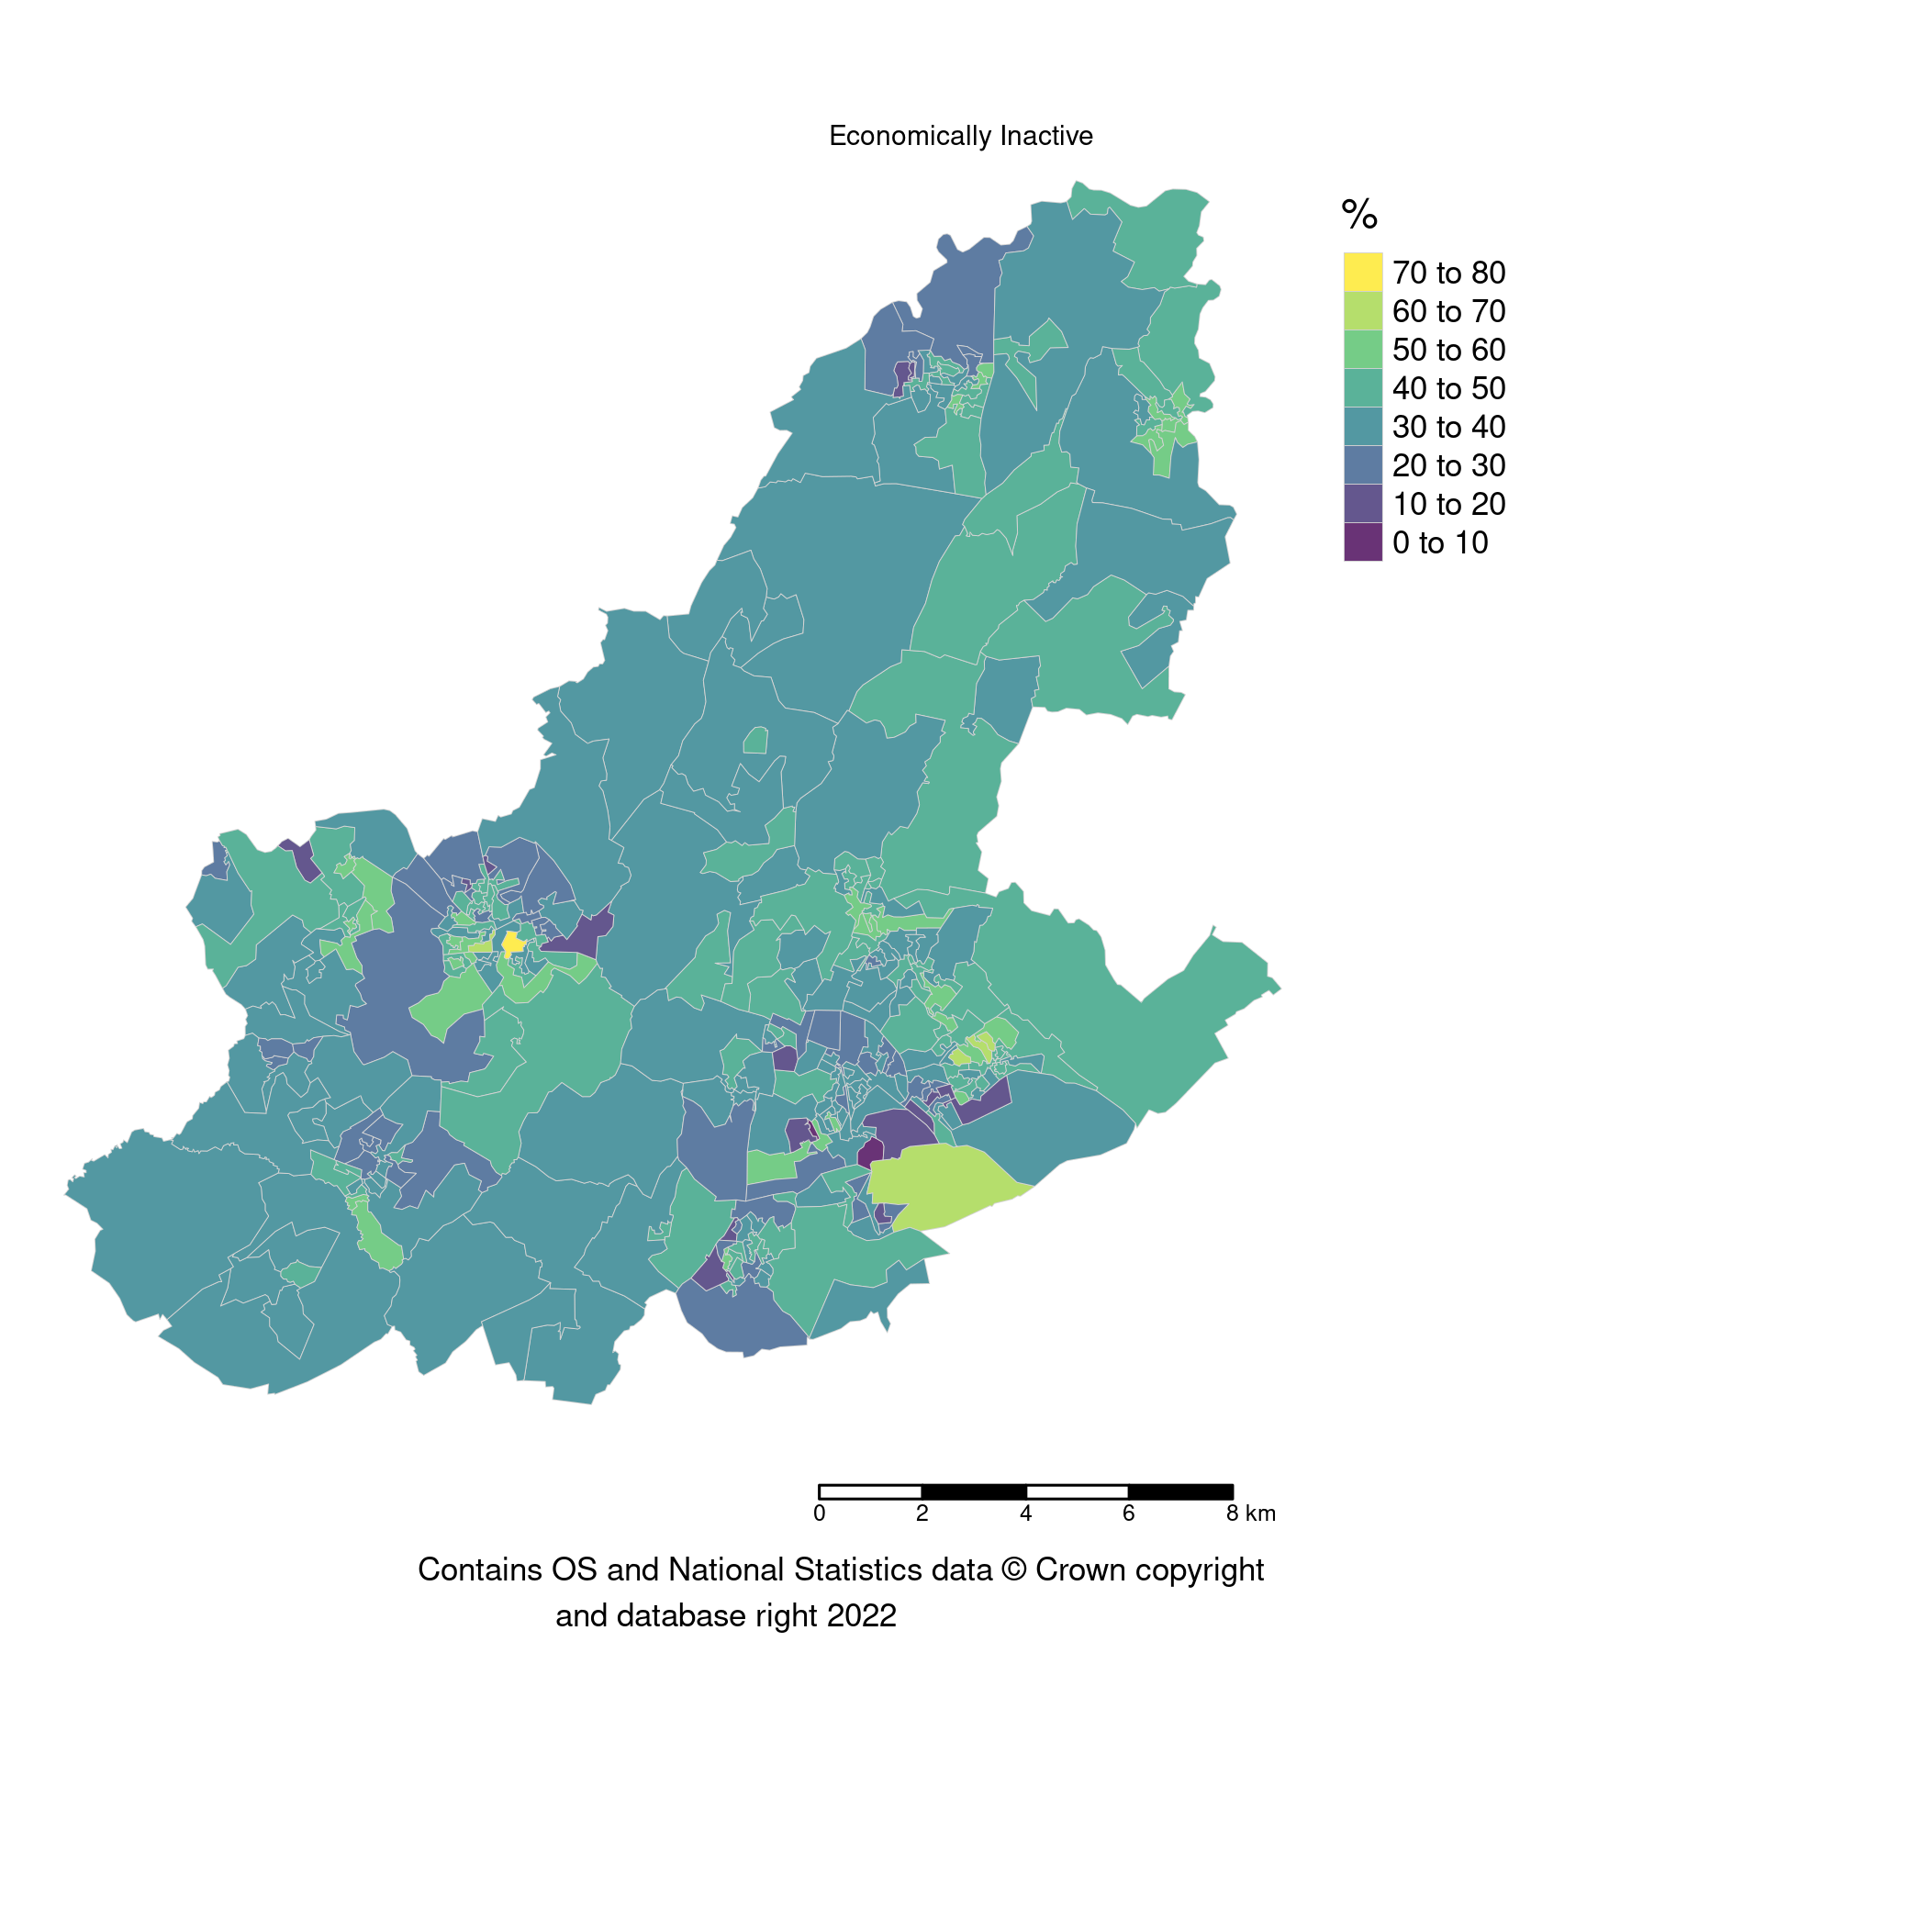 Economically Inactive
%
70 to 80
60 to 70
50 to 60
40 to 50
30 to 40
20 to 30
10 to 20
0 to 10
0 2 4 6 8 km
Contains OS and National Statistics data © Crown copyright
and database right 2022